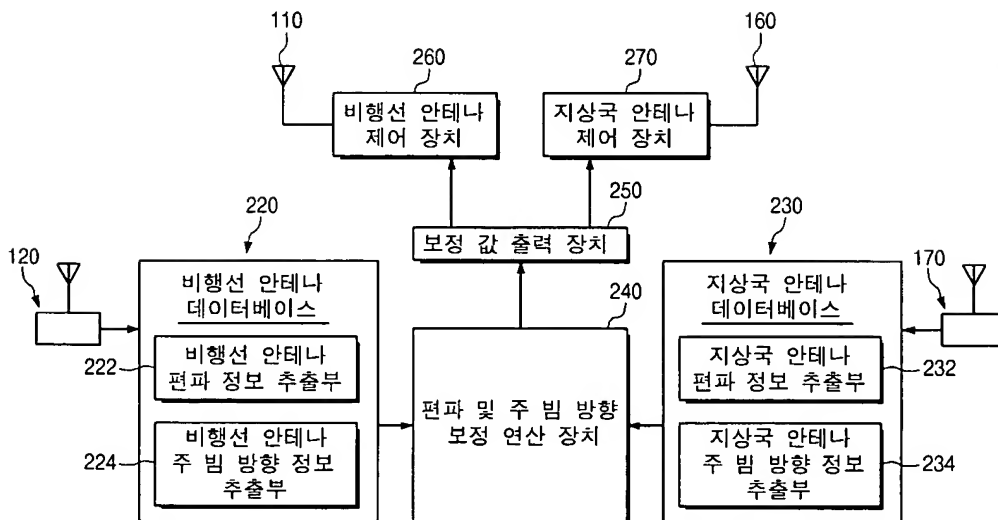 110
160
260
270
비행선 안테나
제어 장치
지상국 안테나
제어 장치
250
220
보정 값 출력 장치
230
120
비행선 안테나
데이터베이스
240
지상국 안테나
데이터베이스
170
222
비행선 안테나
편파 정보 추출부
편파 및 주 빔 방향
보정 연산 장치
지상국 안테나
편파 정보 추출부
232
224
비행선 안테나
주 빔 방향 정보
추출부
지상국 안테나
주 빔 방향 정보
추출부
234